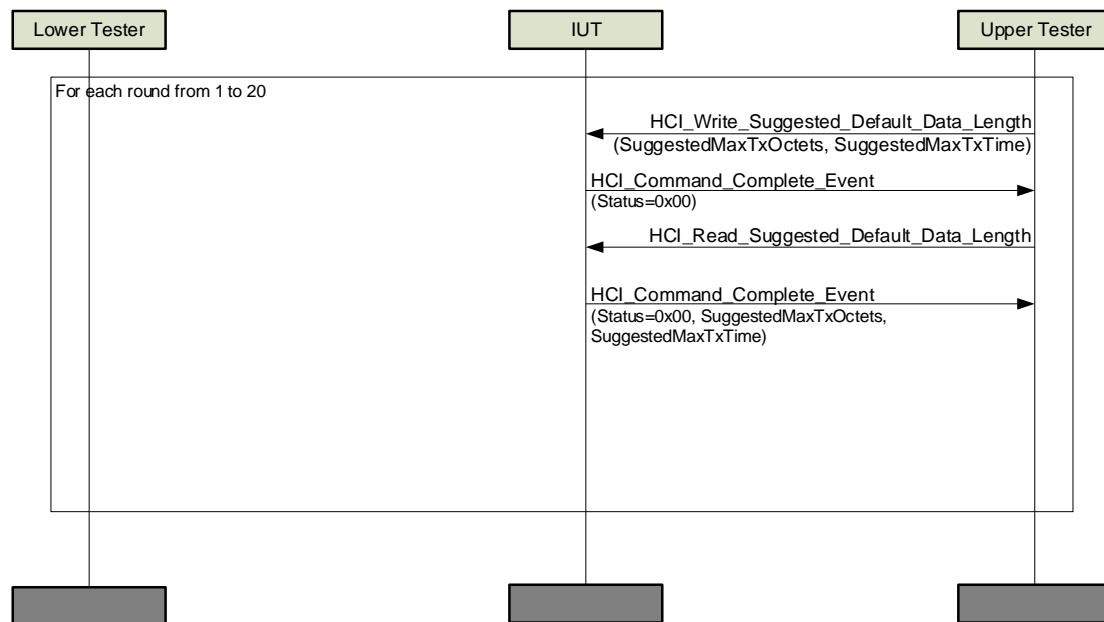 Lower Tester
IUT
Upper Tester
For each round from 1 to 20
HCI_Write_Suggested_Default_Data_Length
(SuggestedMaxTxOctets, SuggestedMaxTxTime)
HCI_Command_Complete_Event
(Status=0x00)
HCI_Read_Suggested_Default_Data_Length
HCI_Command_Complete_Event
(Status=0x00, SuggestedMaxTxOctets,
SuggestedMaxTxTime)